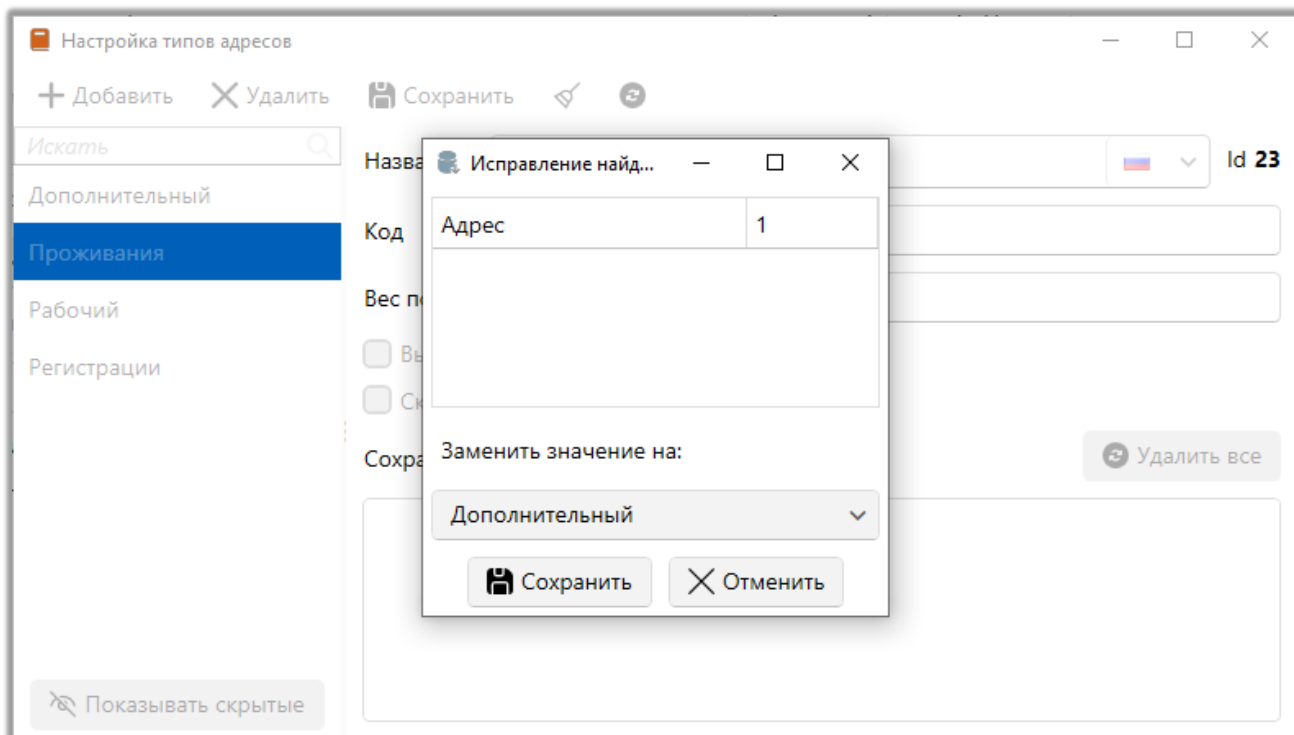 Настройка типов адресов
Добавить Удалить Сохранить
Искать
Дополнительный
Проживания
Рабочий
Регистрации
Показывать скрытые
Id 23
Код
Вес
Удалить все
Исправление найд...
Адрес 1
Заменить значение на:
Дополнительный
Сохранить Отменить